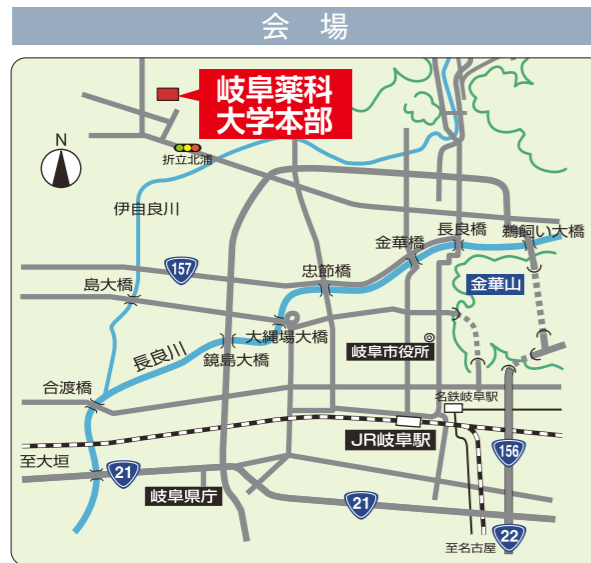 会 場
岐阜薬科
大学本部
N
折立北浦
伊自良川
157
島大橋
忠節橋
金華橋
長良橋
鵜飼い大橋
金華山
大縄場大橋
長良川
鏡島大橋
岐阜市役所
合渡橋
名鉄岐阜駅
JR岐阜駅
至大垣
21
岐阜県庁
21
156
22
至名古屋